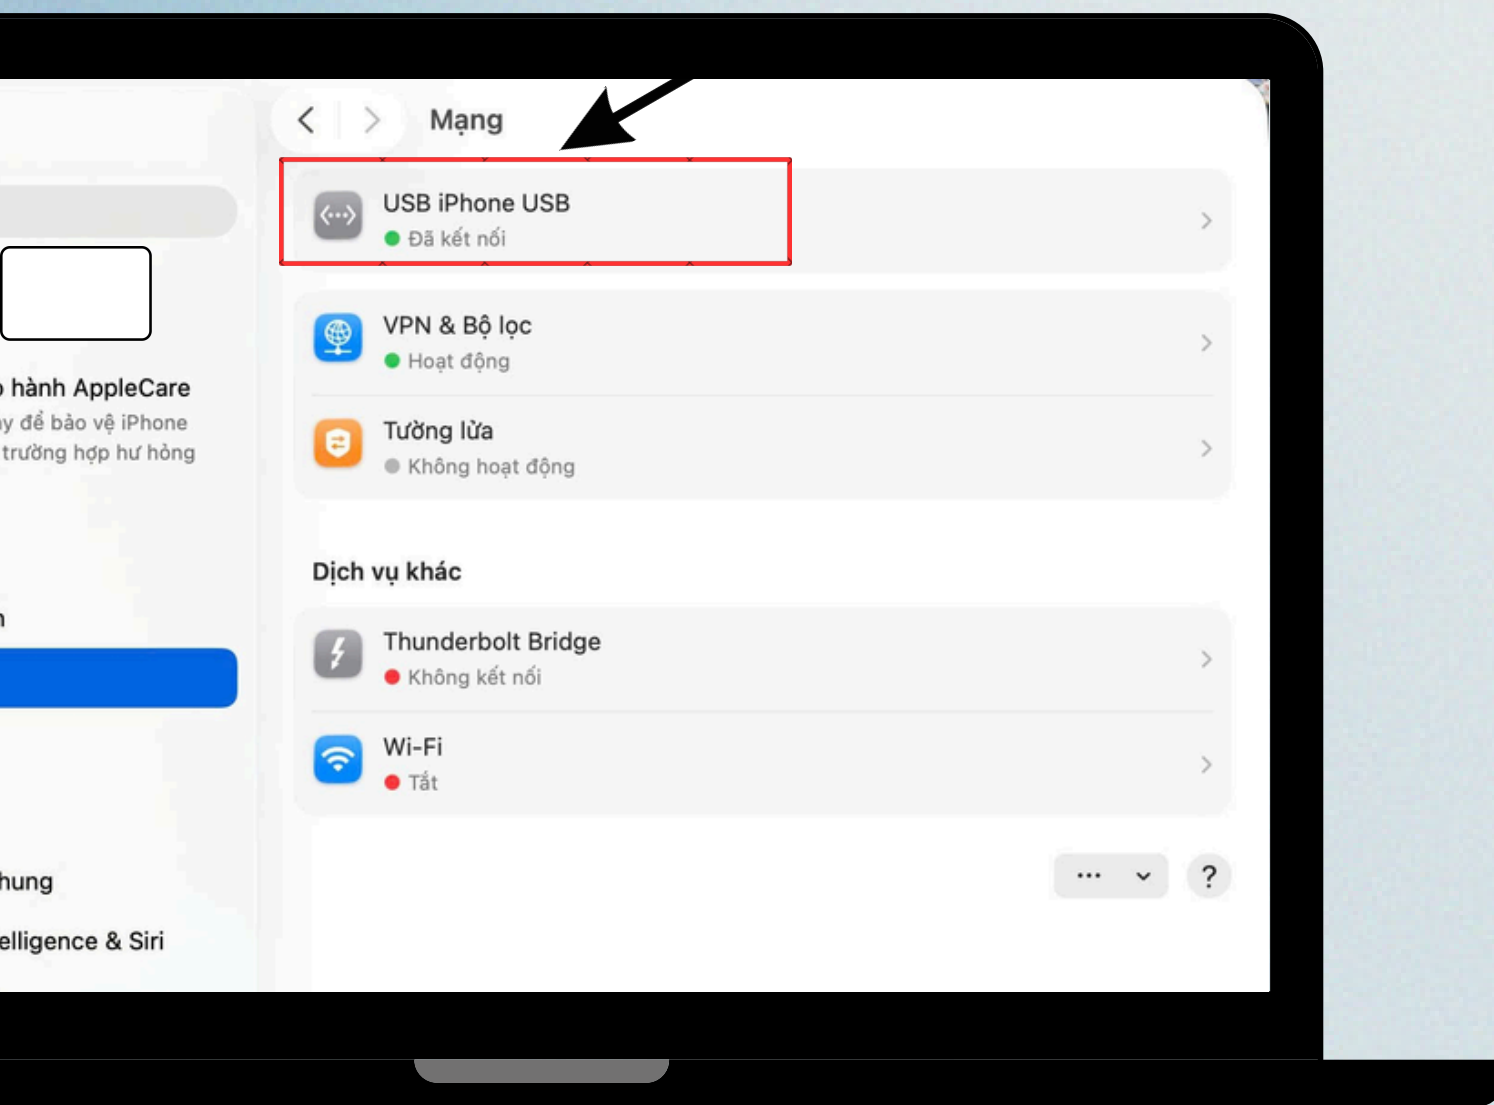 Mạng
USB iPhone USB
Đã kết nối
VPN & Bộ lọc
Hoạt động
hành AppleCare
để bảo vệ iPhone
trường hợp hư hỏng
Tường lửa
Không hoạt động
Dịch vụ khác
Thunderbolt Bridge
Không kết nối
Wi-Fi
Tắt
... ?
hung
elligence & Siri